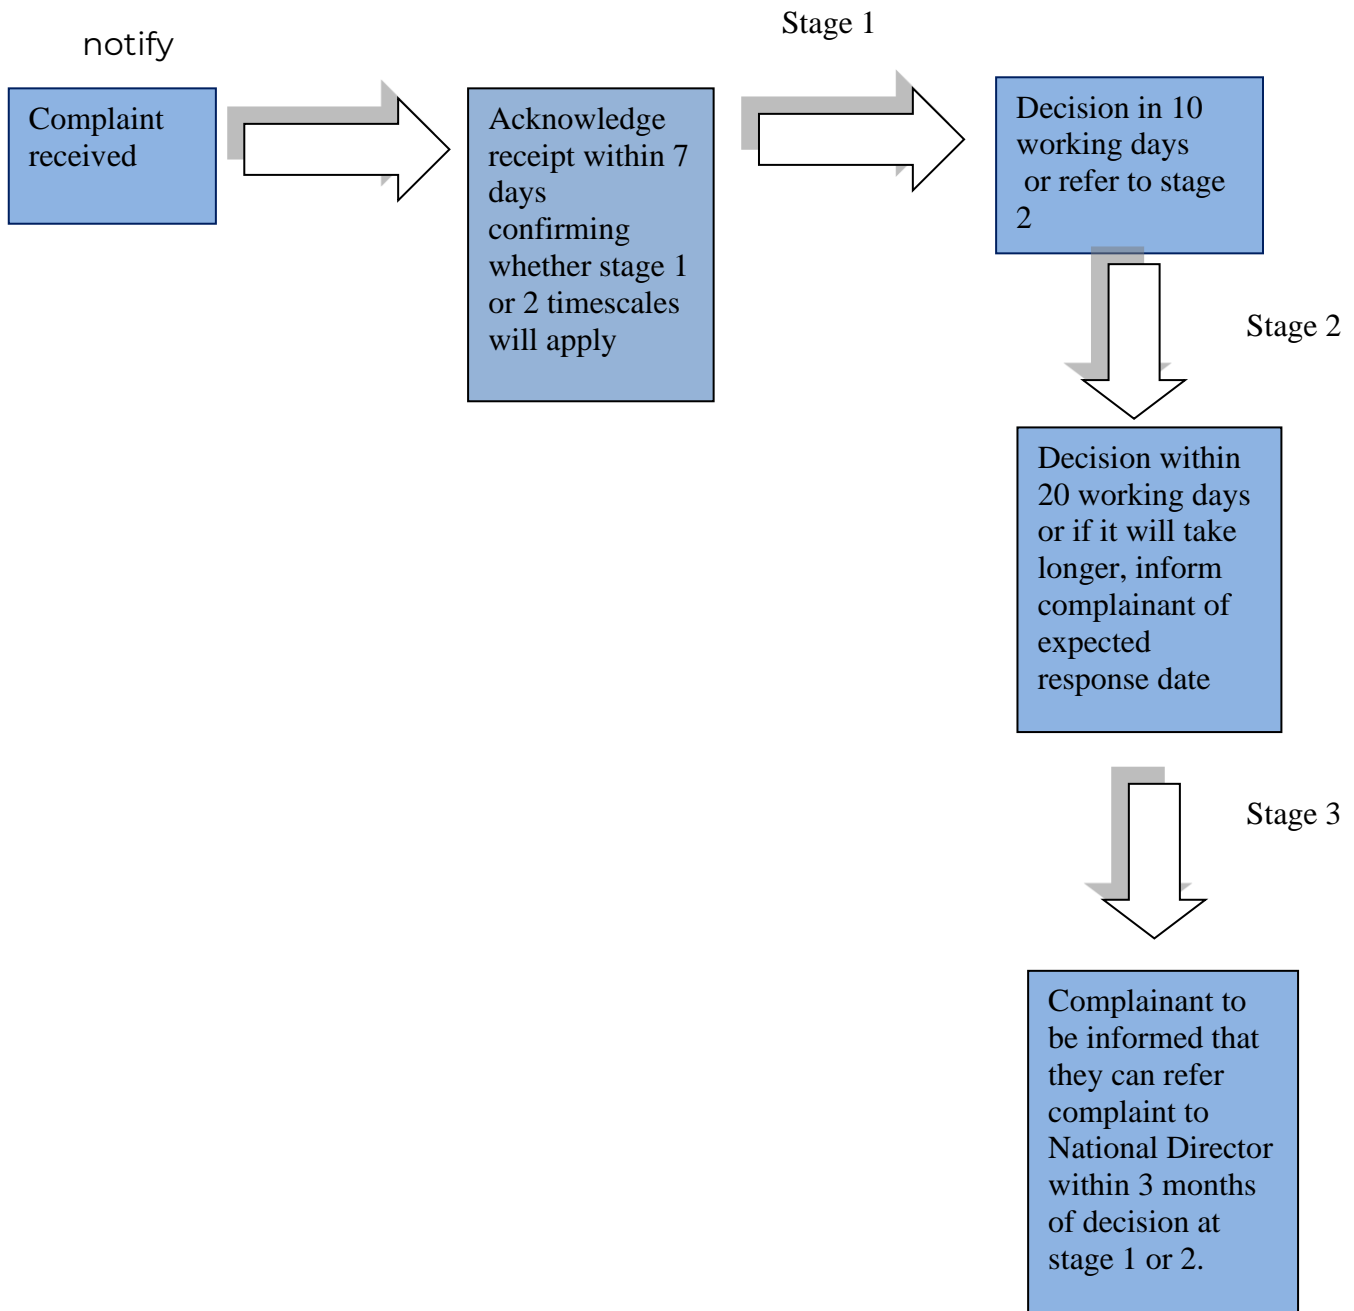 notify
Complaint
received
Acknowledge
receipt within 7
days
confirming
whether stage 1
or 2 timescales
will apply
Stage 1
Decision in 10
working days
or refer to stage
2
Stage 2
Decision within
20 working days
or if it will take
longer, inform
complainant of
expected
response date
Stage 3
Complainant to
be informed that
they can refer
complaint to
National Director
within 3 months
of decision at
stage 1 or 2.